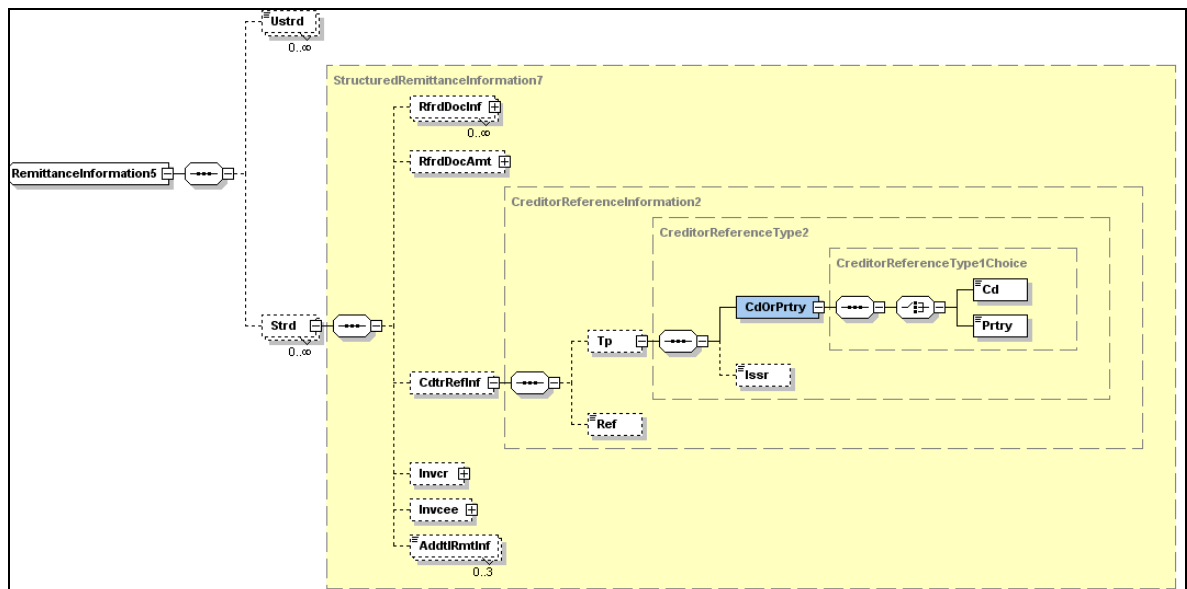 Ustrd
0..∞
StructuredRemittanceInformation7
RfrdDocInf
0..∞
RfrdDocAmt
RemittanceInformation5
CreditorReferenceInformation2
CreditorReferenceType2
CreditorReferenceType1Choice
Cd
CdOrPrtry
Prtry
Strd
0..∞
Tp
Issr
CdtrRefInf
Ref
Invcr
Invcee
AddtlRmtInf
0..3